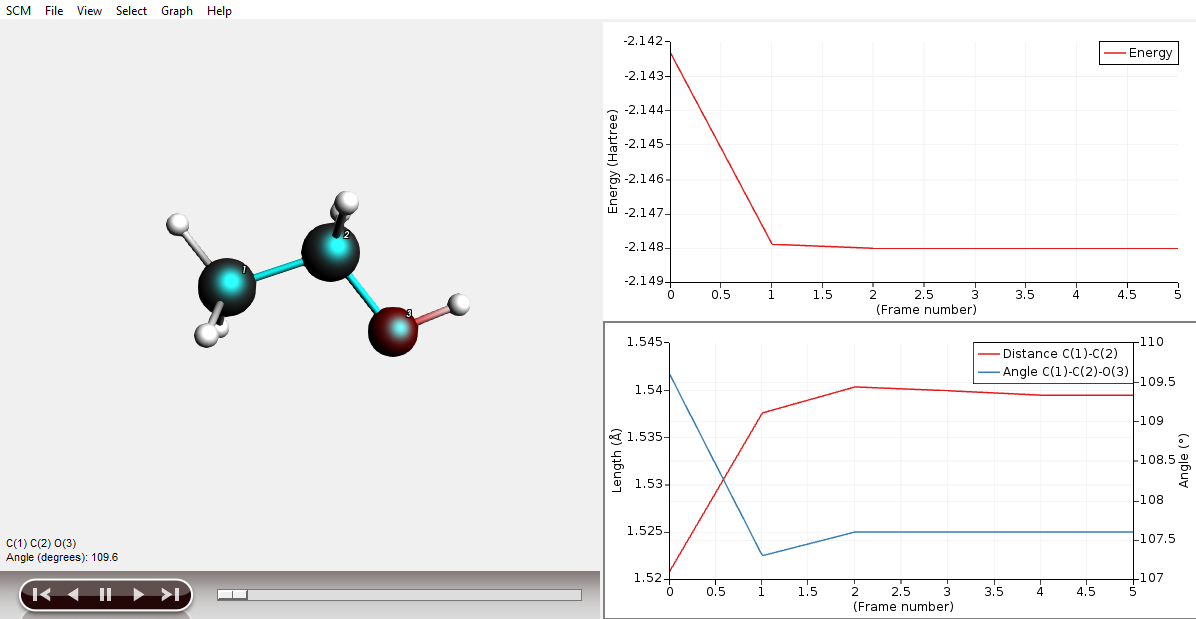 SCM File View Select Graph Help
1
2
3
C(1) C(2) O(3)
Angle (degrees): 109.6
Energy
Energy (Hartree)
-2.142
-2.143
-2.144
-2.145
-2.146
-2.147
-2.148
-2.149
0 0.5 1 1.5 2 2.5 3 3.5 4 4.5 5
(Frame number)
Distance C(1)-C(2)
Angle C(1)-C(2)-O(3)
Length (Å)
1.545
1.54
1.535
1.53
1.525
1.52
110
109.5
109
108.5
108
107.5
107
Angle (°)
0 0.5 1 1.5 2 2.5 3 3.5 4 4.5 5
(Frame number)